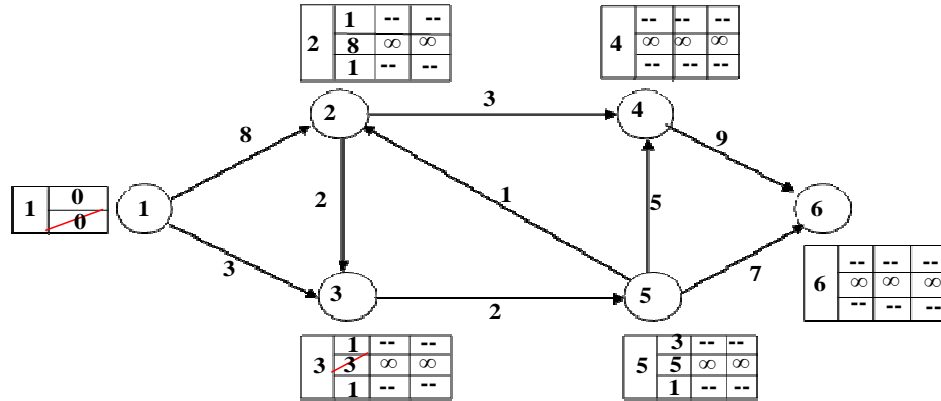 1 -- --
2 8 ∞ ∞
1 -- --
-- -- --
4 ∞ ∞ ∞
-- -- --
2
3
4
8
9
1
0
0
1
2
1
5
6
3
3
2
5
7
-- -- --
6 ∞ ∞ ∞
-- -- --
1 -- --
3 3 ∞ ∞
1 -- --
3 -- --
5 5 ∞ ∞
1 -- --